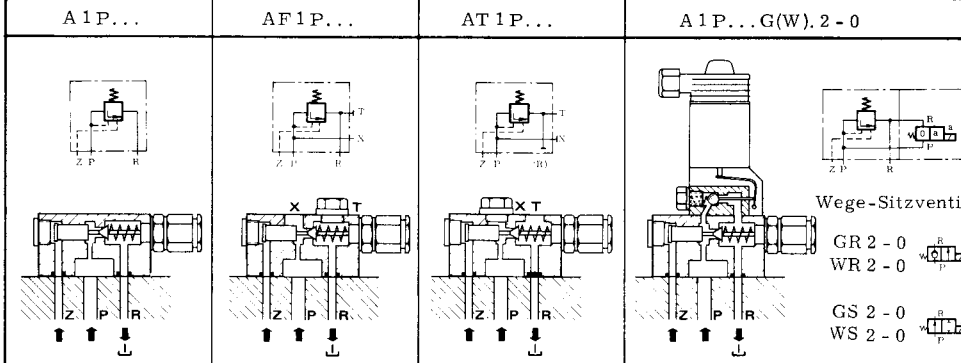 A1P...
AF1P...
AT1P...
A1P...G(W).2-0
Z P R
T
X
Z P R
T
X
Z P (R)
R
0 a
a
P
Z P R
X T
X T
Wege-Sitzventi
GR 2-0
WR 2-0
R
P
GS 2-0
WS 2-0
R
P
Z P R
Z P R
Z P R
Z P R